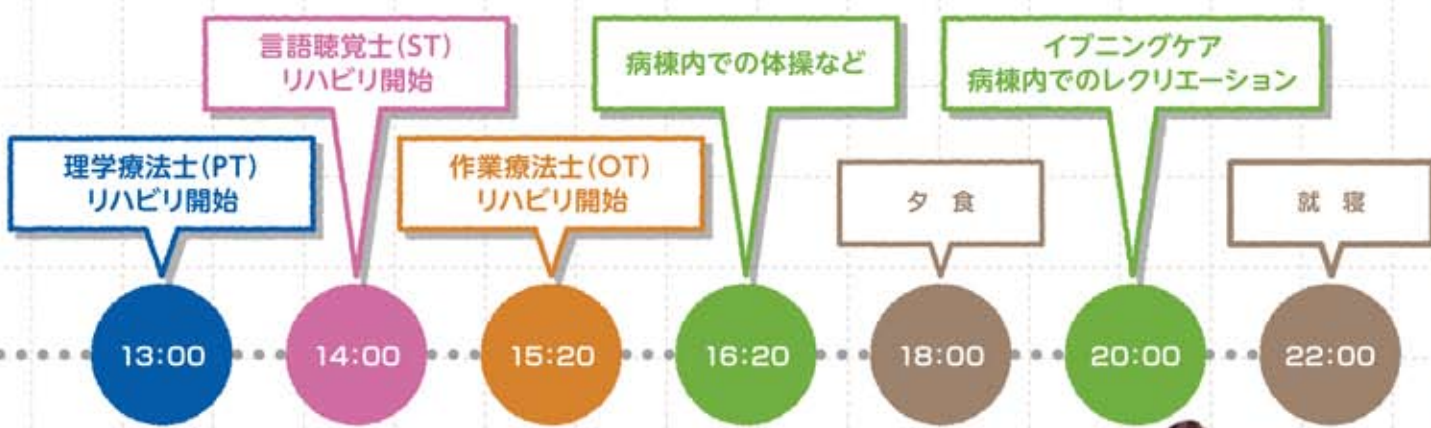 言語聴覚士(ST)
リハビリ開始
病棟内での体操など
イブニングケア
病棟内でのレクリエーション
理学療法士(PT)
リハビリ開始
作業療法士(OT)
リハビリ開始
夕 食
就 寝
13:00
14:00
15:20
16:20
18:00
20:00
22:00